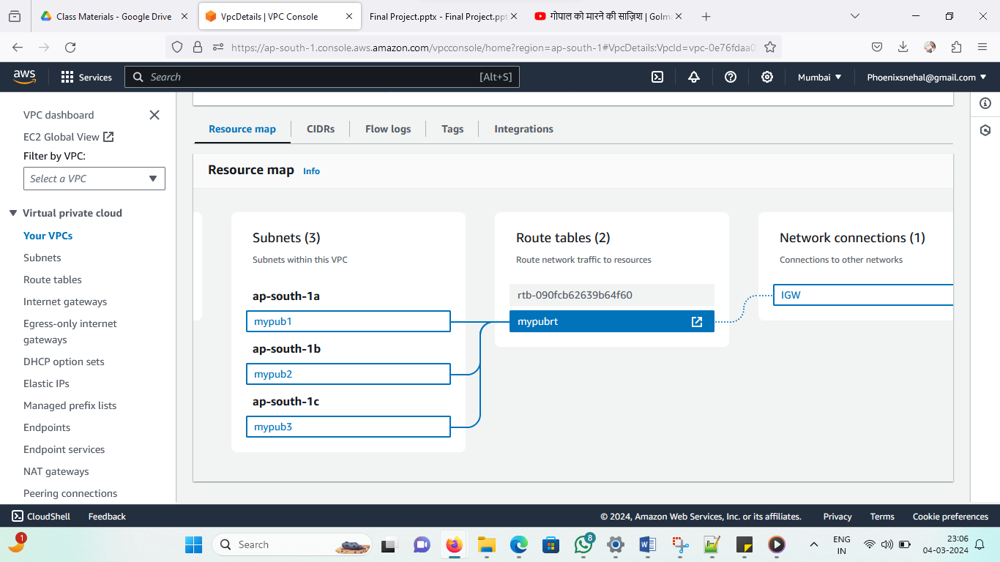 Class Materials - Google Drive
VpcDetails | VPC Console
Final Project.pptx - Final Project.ppt
गोपाल को मारने की साज़िश | Golm
https://ap-south-1.console.aws.amazon.com/vpcconsole/home?region=ap-south-1#VpcDetails:VpcId=vpc-0e76fdaa0
aws
Services
Search
[Alt+S]
Mumbai
Phoenixsnehal@gmail.com
VPC dashboard
EC2 Global View
Filter by VPC:
Select a VPC
Virtual private cloud
Your VPCs
Subnets
Route tables
Internet gateways
Egress-only internet
gateways
DHCP option sets
Elastic IPs
Managed prefix lists
Endpoints
Endpoint services
NAT gateways
Peering connections
Resource map
CIDRs
Flow logs
Tags
Integrations
Resource map Info
Subnets (3)
Subnets within this VPC
ap-south-1a
mypub1
ap-south-1b
mypub2
ap-south-1c
mypub3
Route tables (2)
Route network traffic to resources
rtb-090fcb62639b64f60
mypubrt
Network connections (1)
Connections to other networks
IGW
CloudShell
Feedback
© 2024, Amazon Web Services, Inc. or its affiliates.
Privacy
Terms
Cookie preferences
1
Search
8
ENG
IN
23:06
04-03-2024